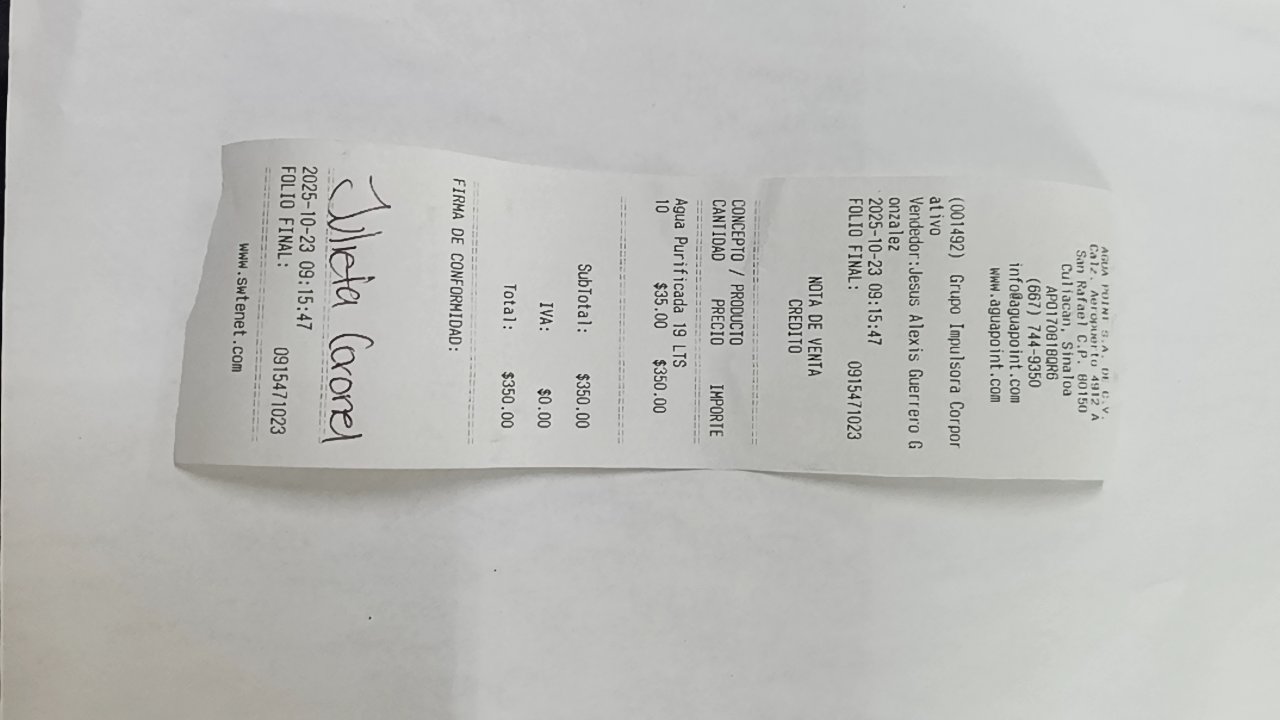 AGUA POINT S.A. DE C.V.
Calz. Aeropuerto 4912 A
San Rafael C.P. 80150
Culiacan, Sinaloa
APO170818QR6
(667) 744-9350
info@aguapoint.com
www.aguapoint.com
(001492) Grupo Impulsora Corpor
ativo
Vendedor:Jesus Alexis Guerrero G
onzalez
2025-10-23 09:15:47
FOLIO FINAL: 0915471023
NOTA DE VENTA
CREDITO
CONCEPTO / PRODUCTO
CANTIDAD PRECIO IMPORTE
Agua Purificada 19 LTS
10 $35.00 $350.00
SubTotal: $350.00
IVA: $0.00
Total: $350.00
FIRMA DE CONFORMIDAD:
Julieta Coronel
2025-10-23 09:15:47
FOLIO FINAL: 0915471023
www.swtenet.com